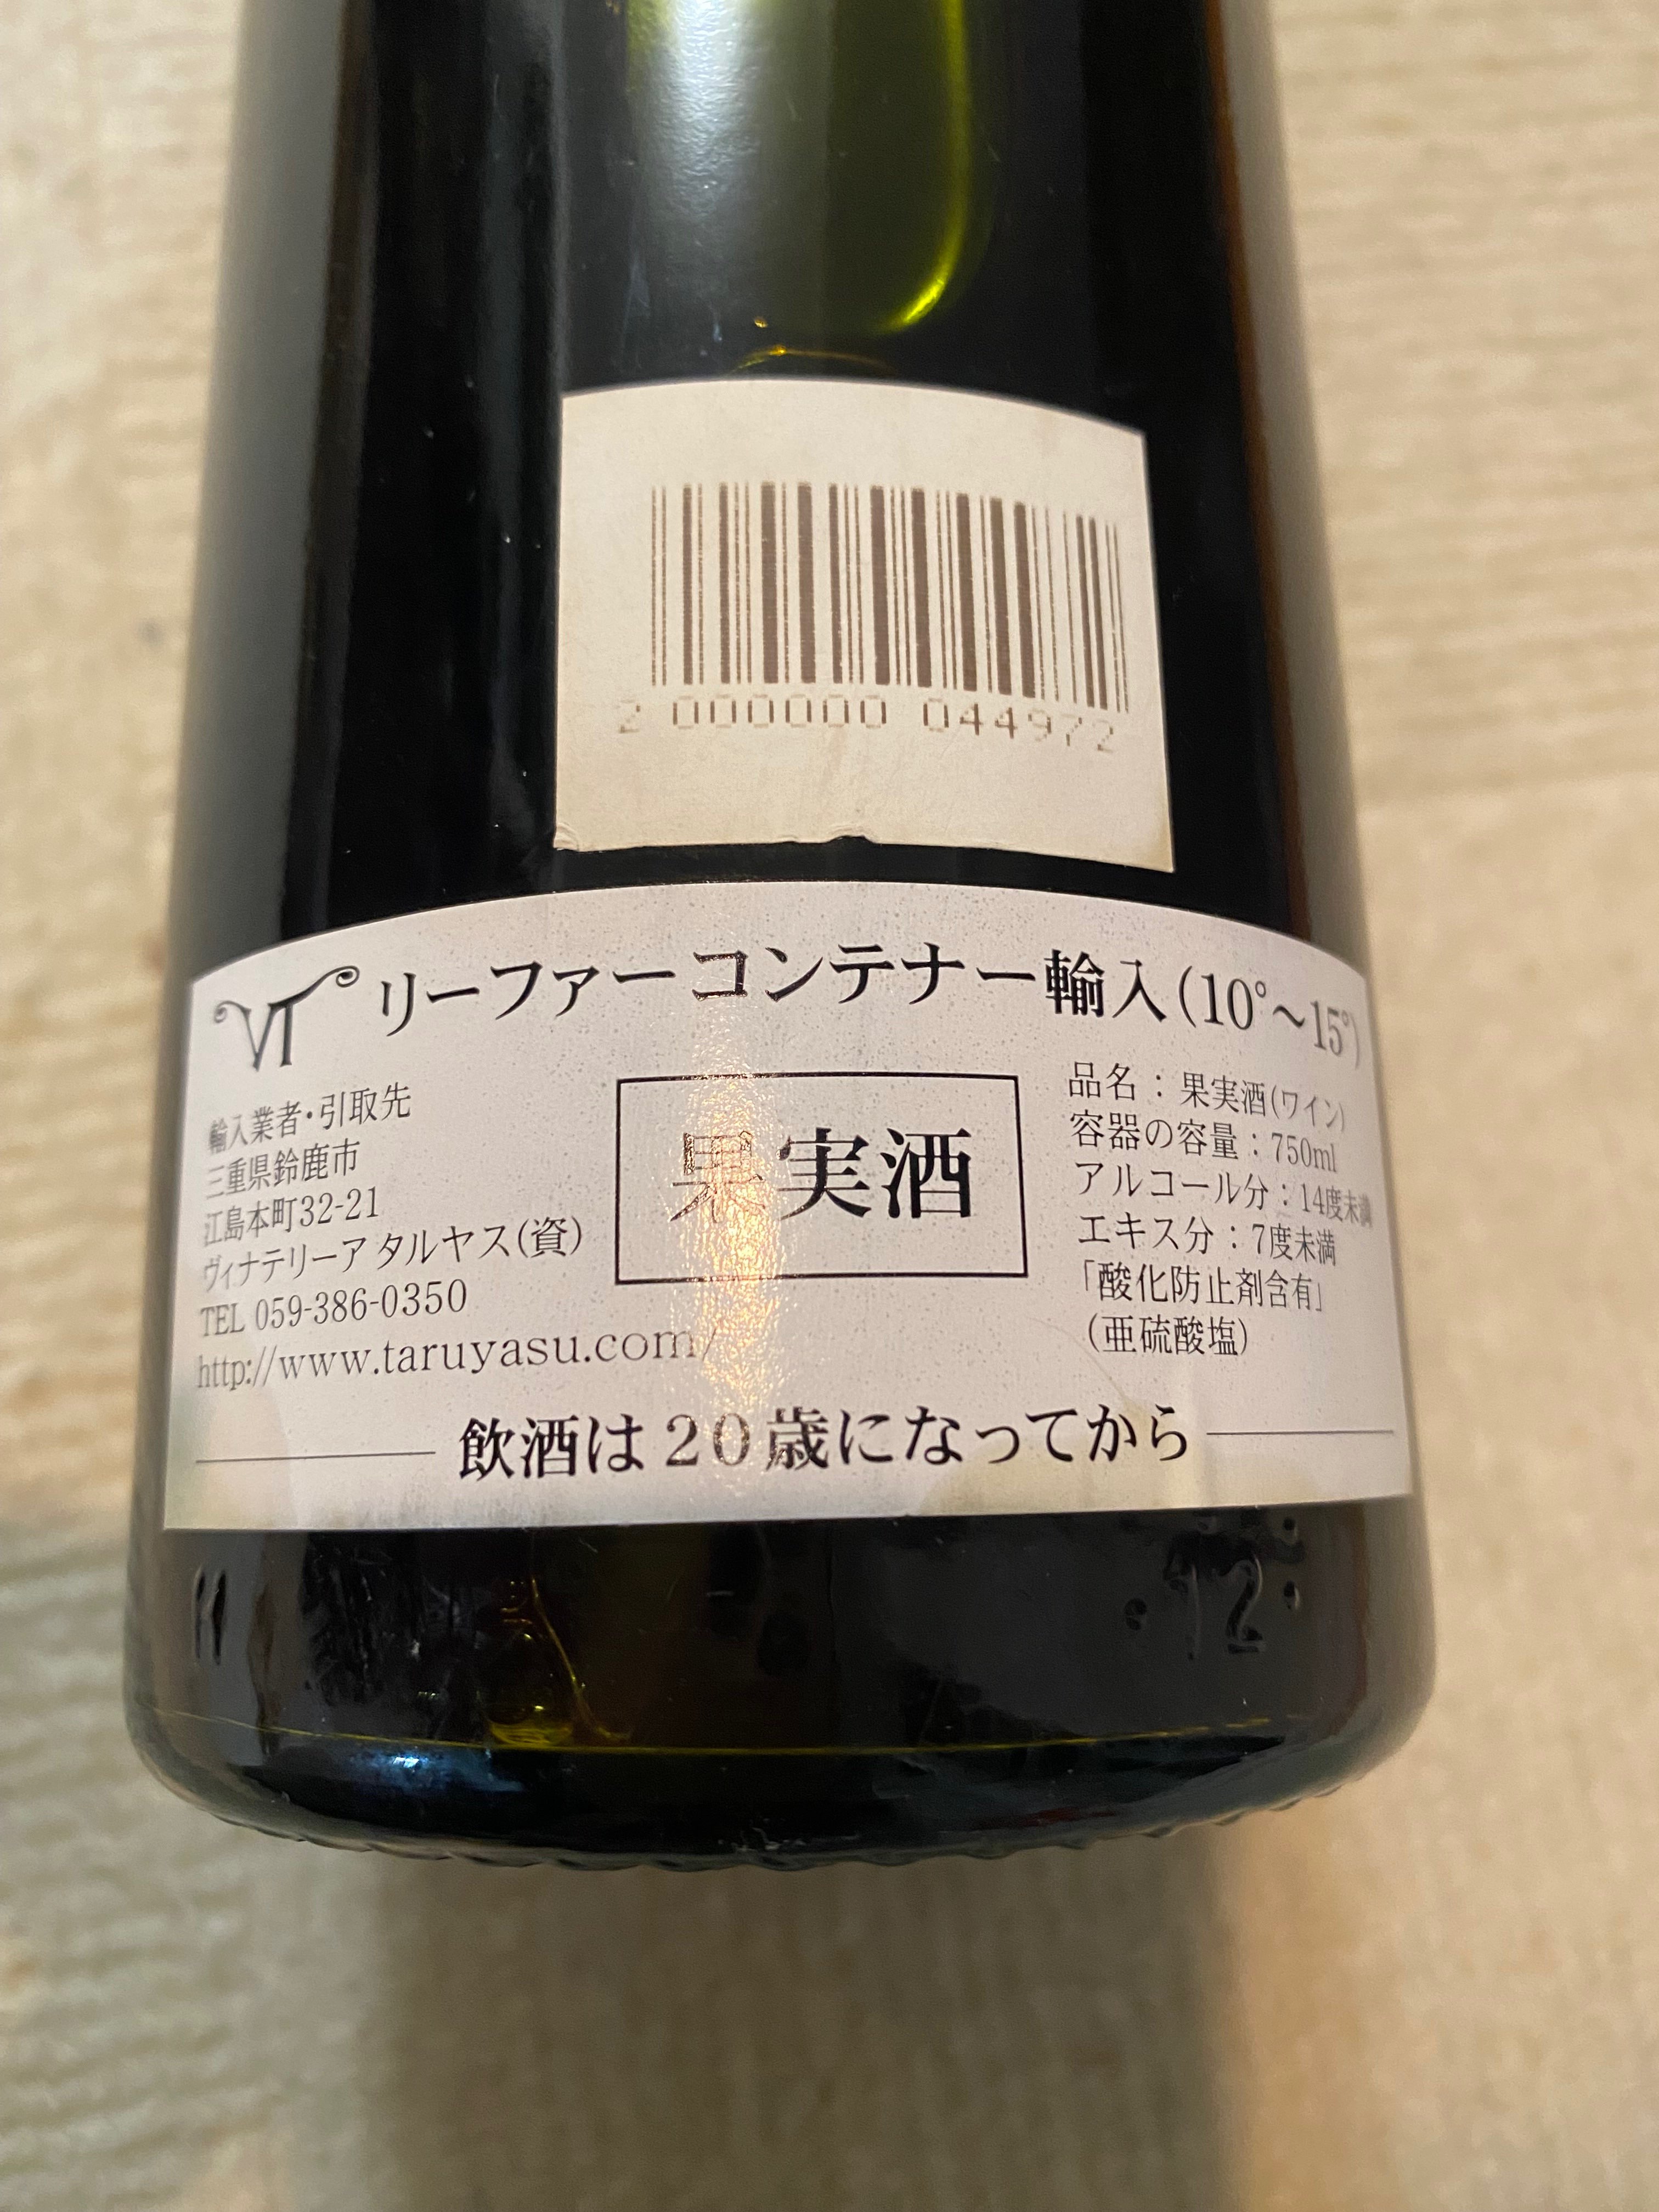 2 000000 044972
VT リーファーコンテナー輸入(10°~15°)
輸入業者・引取先
三重県鈴鹿市
江島本町32-21
ヴィナテリーア タルヤス(資)
TEL 059-386-0350
http://www.taruyasu.com/
果実酒
品名：果実酒(ワイン)
容器の容量：750ml
アルコール分：14度未満
エキス分：7度未満
「酸化防止剤含有」
(亜硫酸塩)
飲酒は20歳になってから
12